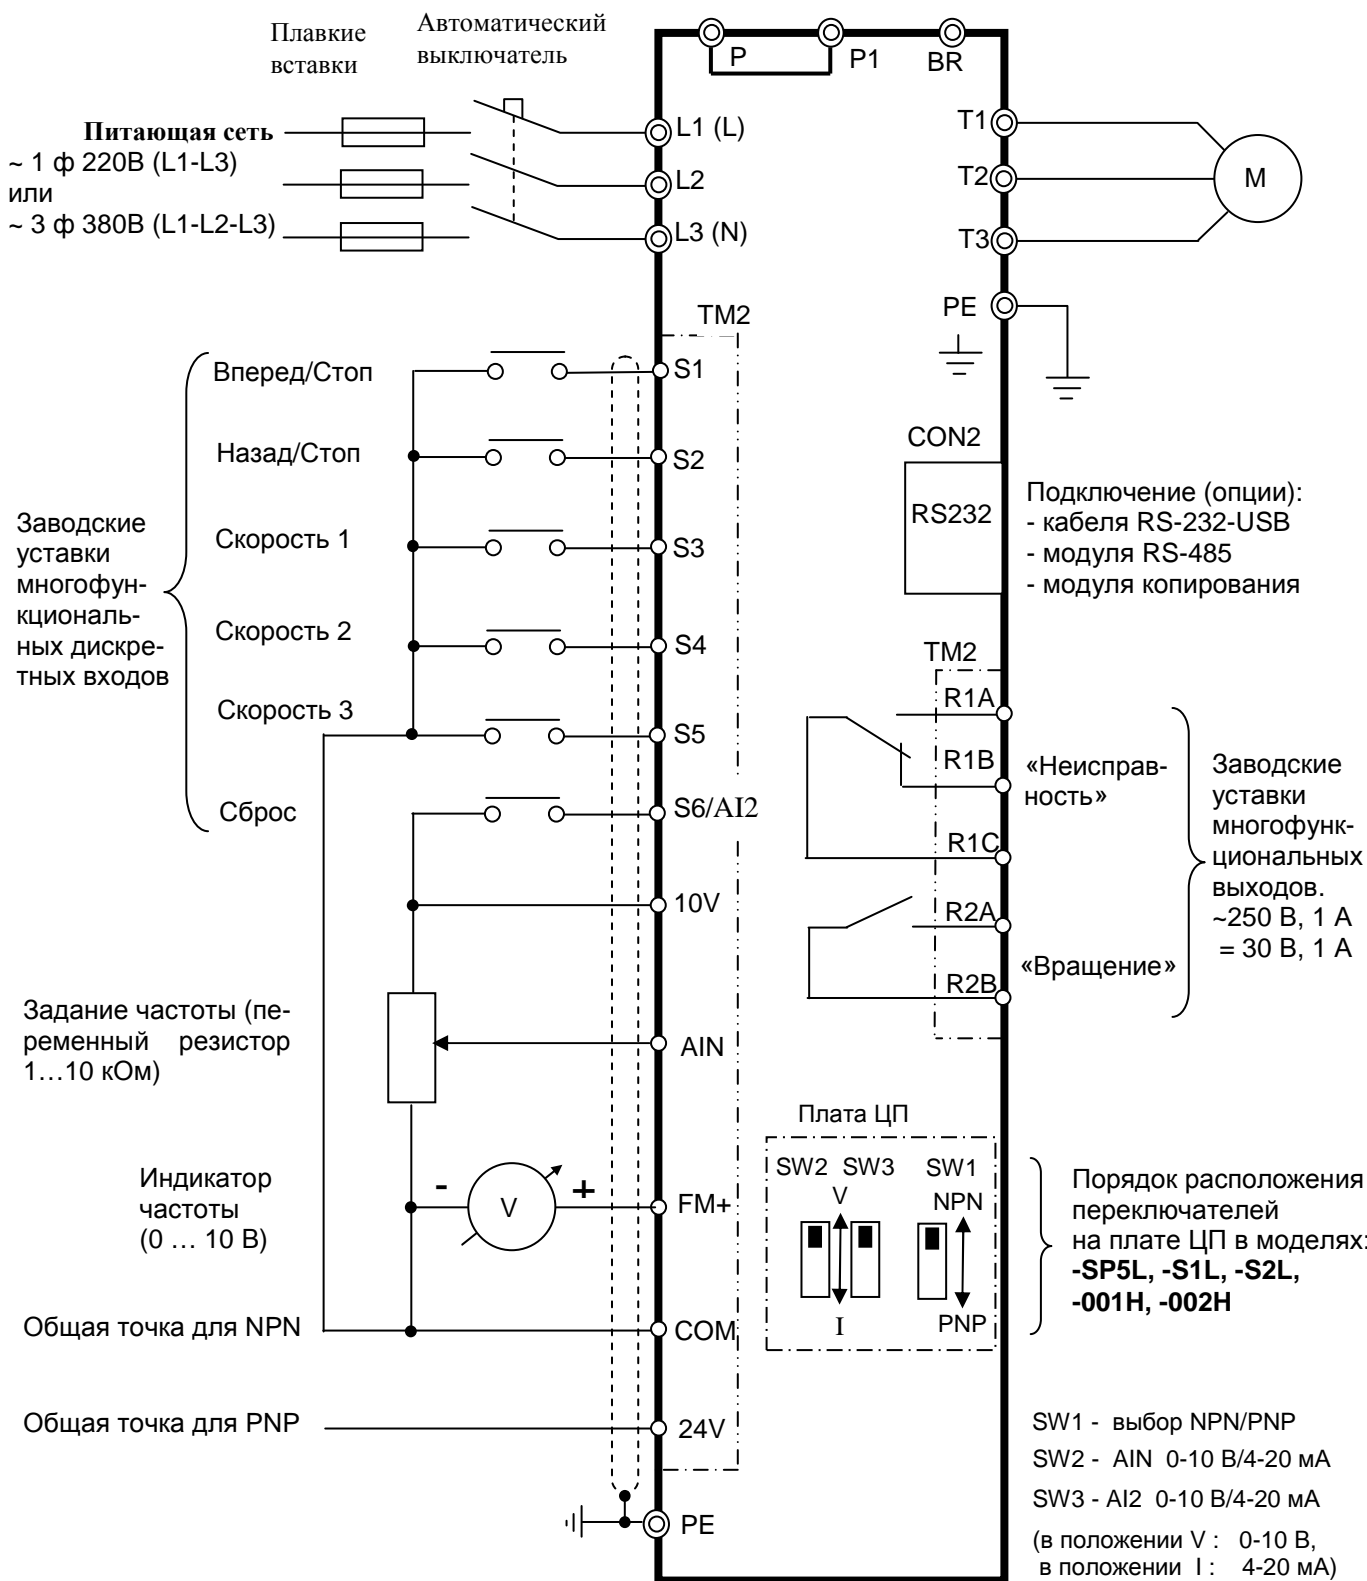 Плавкие
вставки
Автоматический
выключатель
P
P1
BR
Питающая сеть
~ 1 ф 220В (L1-L3)
или
~ 3 ф 380В (L1-L2-L3)
L1 (L)
L2
L3 (N)
T1
T2
T3
M
PE
TM2
Вперед/Стоп
S1
Назад/Стоп
S2
Скорость 1
S3
Скорость 2
S4
Скорость 3
S5
Сброс
S6/AI2
Заводские
уставки
многофун-
кциональ-
ных дискре-
тных входов
10V
Задание частоты (пе-
ременный резистор
1…10 кОм)
AIN
Индикатор
частоты
(0 … 10 В)
-
V
+
FM+
Общая точка для NPN
COM
Общая точка для PNP
24V
PE
CON2
RS232
Подключение (опции):
- кабеля RS-232-USB
- модуля RS-485
- модуля копирования
TM2
R1A
R1B
R1C
R2A
R2B
«Неисправ-
ность»
«Вращение»
Заводские
уставки
многофунк-
циональных
выходов.
~250 В, 1 А
= 30 В, 1 А
Плата ЦП
SW2 SW3 SW1
V
NPN
I
PNP
Порядок расположения
переключателей
на плате ЦП в моделях:
-SP5L, -S1L, -S2L,
-001H, -002H
SW1 - выбор NPN/PNP
SW2 - AIN 0-10 В/4-20 мА
SW3 - AI2 0-10 В/4-20 мА
(в положении V : 0-10 В,
в положении I : 4-20 мА)